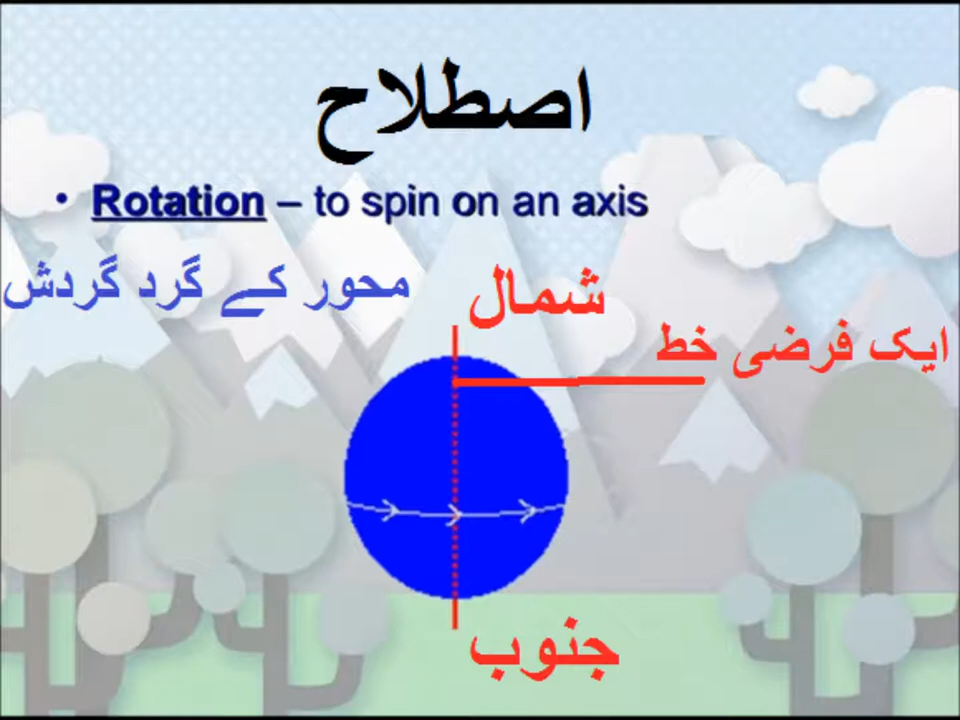 اصطلاح
• Rotation – to spin on an axis
محور کے گرد گردش
شمال
ایک فرضی خط
جنوب